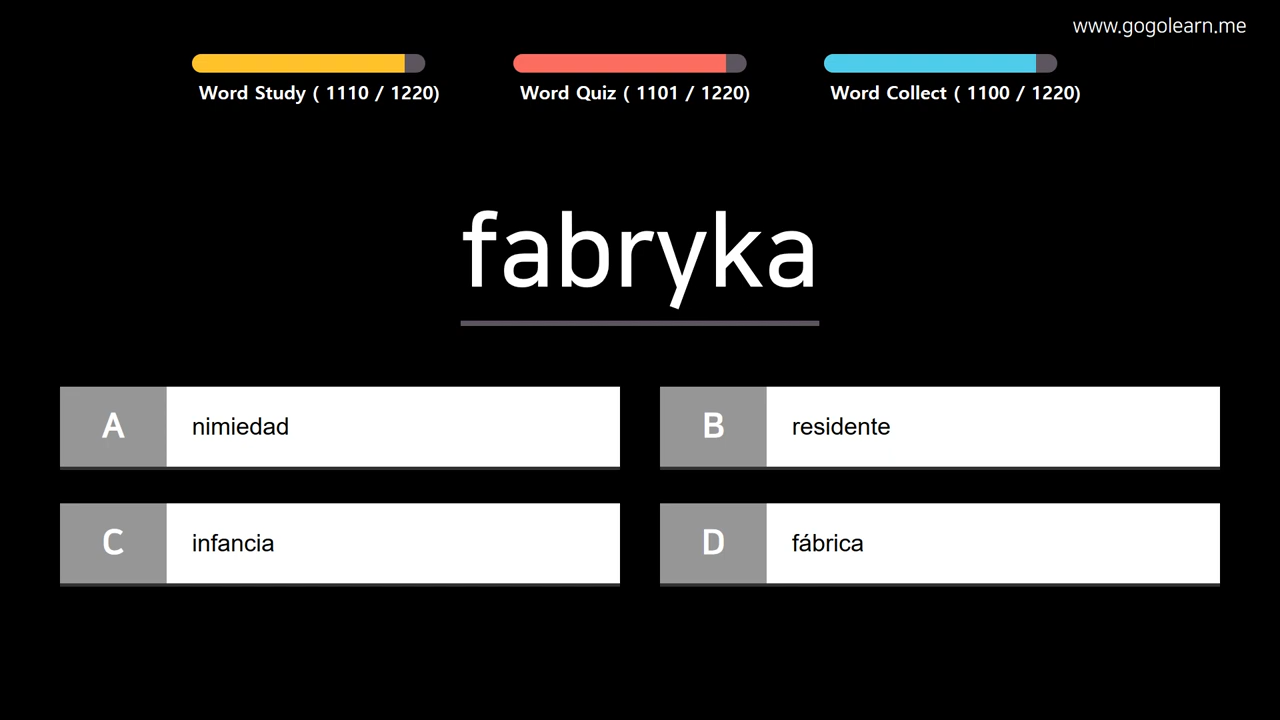 www.gogolearn.me
Word Study ( 1110 / 1220)
Word Quiz ( 1101 / 1220)
Word Collect ( 1100 / 1220)
fabryka
A nimiedad
B residente
C infancia
D fábrica